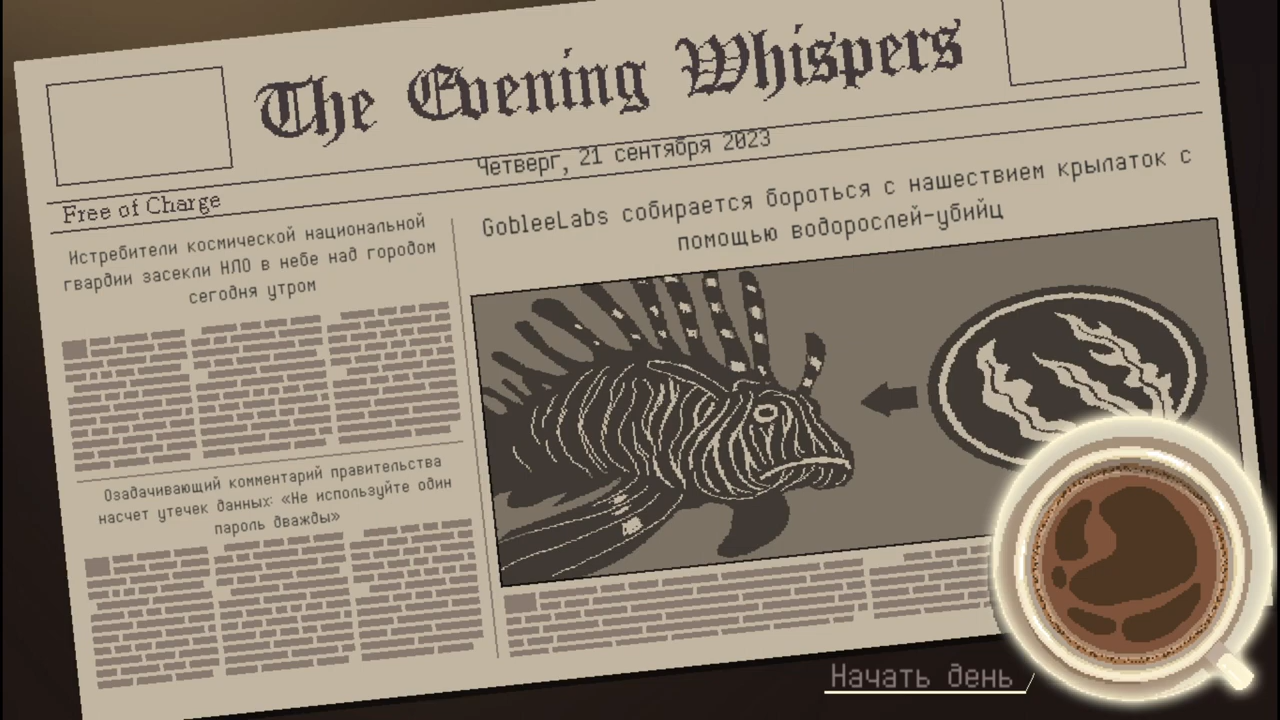 The Evening Whispers
Четверг, 21 сентября 2023
Free of Charge
Истребители космической национальной
гвардии засекли НЛО в небе над городом
сегодня утром
Озадачивающий комментарий правительства
насчет утечек данных: «Не используйте один
пароль дважды»
GobleeLabs собирается бороться с нашествием крылаток с
помощью водорослей-убийц
Начать день